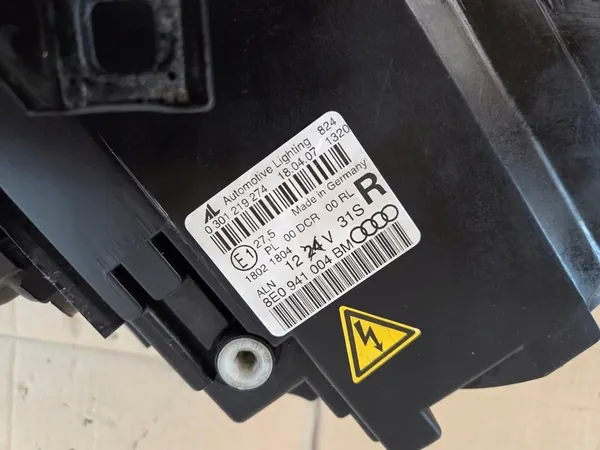 AL Automotive Lighting 824
0 301 219 274 18.04.07 1320
Made in Germany
E1 27,5 PL 00 DCR 00 RL R
1802 1804
ALN 12 24 V 31S
8E0 941 004 BM